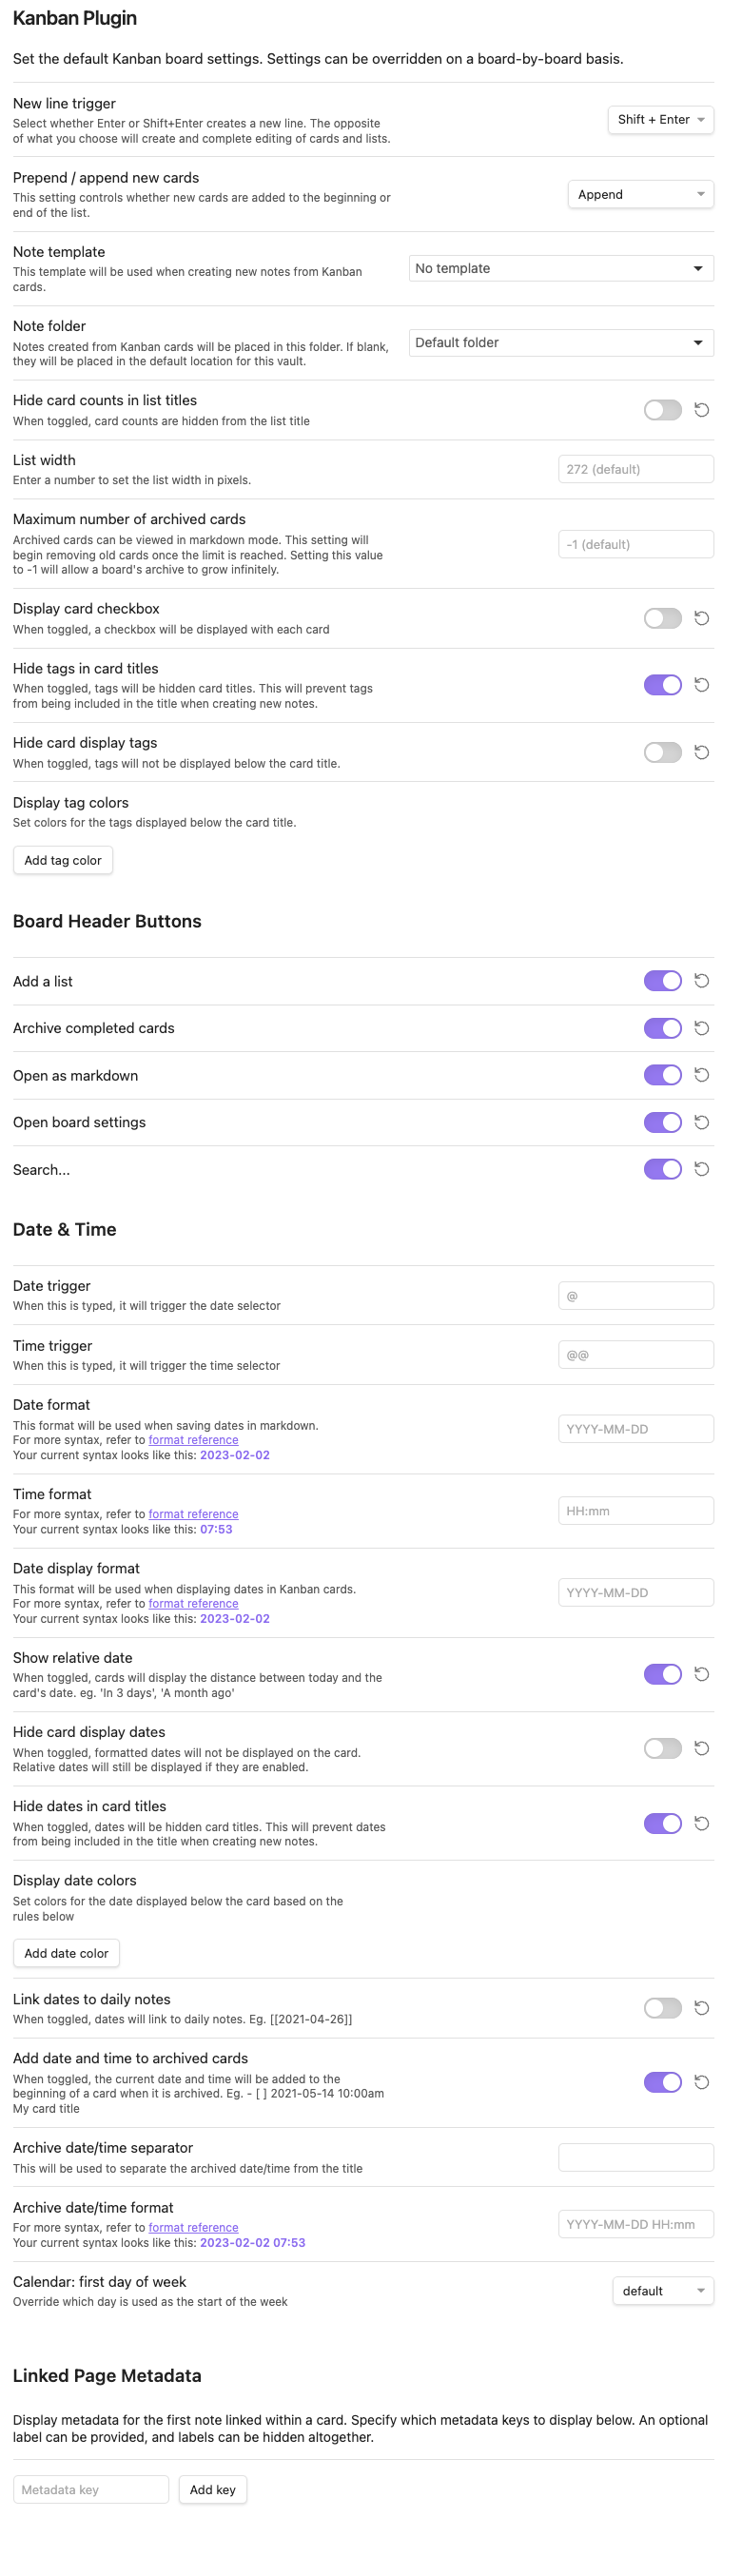 Kanban Plugin
Set the default Kanban board settings. Settings can be overridden on a board-by-board basis.
New line trigger
Select whether Enter or Shift+Enter creates a new line. The opposite
of what you choose will create and complete editing of cards and lists.
Shift + Enter
Prepend / append new cards
This setting controls whether new cards are added to the beginning or
end of the list.
Append
Note template
This template will be used when creating new notes from Kanban
cards.
No template
Note folder
Notes created from Kanban cards will be placed in this folder. If blank,
they will be placed in the default location for this vault.
Default folder
Hide card counts in list titles
When toggled, card counts are hidden from the list title
List width
Enter a number to set the list width in pixels.
272 (default)
Maximum number of archived cards
Archived cards can be viewed in markdown mode. This setting will
begin removing old cards once the limit is reached. Setting this value
to -1 will allow a board's archive to grow infinitely.
-1 (default)
Display card checkbox
When toggled, a checkbox will be displayed with each card
Hide tags in card titles
When toggled, tags will be hidden card titles. This will prevent tags
from being included in the title when creating new notes.
Hide card display tags
When toggled, tags will not be displayed below the card title.
Display tag colors
Set colors for the tags displayed below the card title.
Add tag color
Board Header Buttons
Add a list
Archive completed cards
Open as markdown
Open board settings
Search...
Date & Time
Date trigger
When this is typed, it will trigger the date selector
@
Time trigger
When this is typed, it will trigger the time selector
@@
Date format
This format will be used when saving dates in markdown.
For more syntax, refer to format reference
Your current syntax looks like this: 2023-02-02
YYYY-MM-DD
Time format
For more syntax, refer to format reference
Your current syntax looks like this: 07:53
HH:mm
Date display format
This format will be used when displaying dates in Kanban cards.
For more syntax, refer to format reference
Your current syntax looks like this: 2023-02-02
YYYY-MM-DD
Show relative date
When toggled, cards will display the distance between today and the
card's date. eg. 'In 3 days', 'A month ago'
Hide card display dates
When toggled, formatted dates will not be displayed on the card.
Relative dates will still be displayed if they are enabled.
Hide dates in card titles
When toggled, dates will be hidden card titles. This will prevent dates
from being included in the title when creating new notes.
Display date colors
Set colors for the date displayed below the card based on the
rules below
Add date color
Link dates to daily notes
When toggled, dates will link to daily notes. Eg. [[2021-04-26]]
Add date and time to archived cards
When toggled, the current date and time will be added to the
beginning of a card when it is archived. Eg. - [ ] 2021-05-14 10:00am
My card title
Archive date/time separator
This will be used to separate the archived date/time from the title
Archive date/time format
For more syntax, refer to format reference
Your current syntax looks like this: 2023-02-02 07:53
YYYY-MM-DD HH:mm
Calendar: first day of week
Override which day is used as the start of the week
default
Linked Page Metadata
Display metadata for the first note linked within a card. Specify which metadata keys to display below. An optional
label can be provided, and labels can be hidden altogether.
Metadata key
Add key